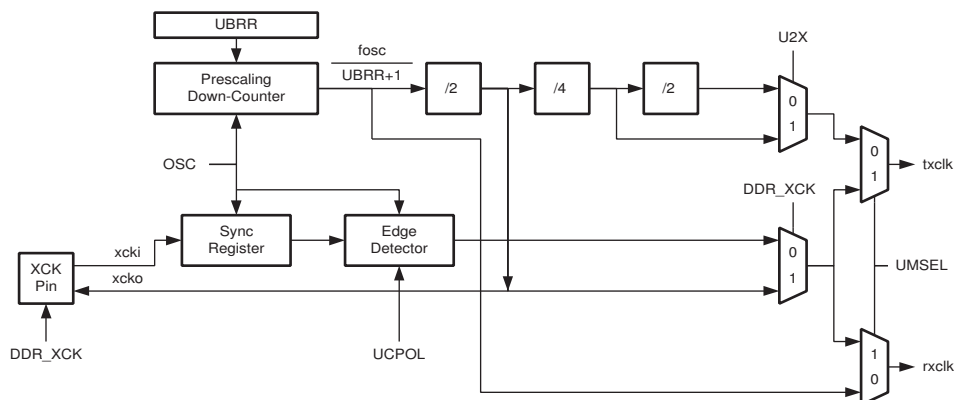 UBRR
fosc
U2X
Prescaling
Down-Counter
UBRR+1
/2
/4
/2
0
1
OSC
0
1
txclk
DDR_XCK
Sync
Register
Edge
Detector
xcki
0
1
XCK
Pin
xcko
UMSEL
DDR_XCK
UCPOL
1
0
rxclk